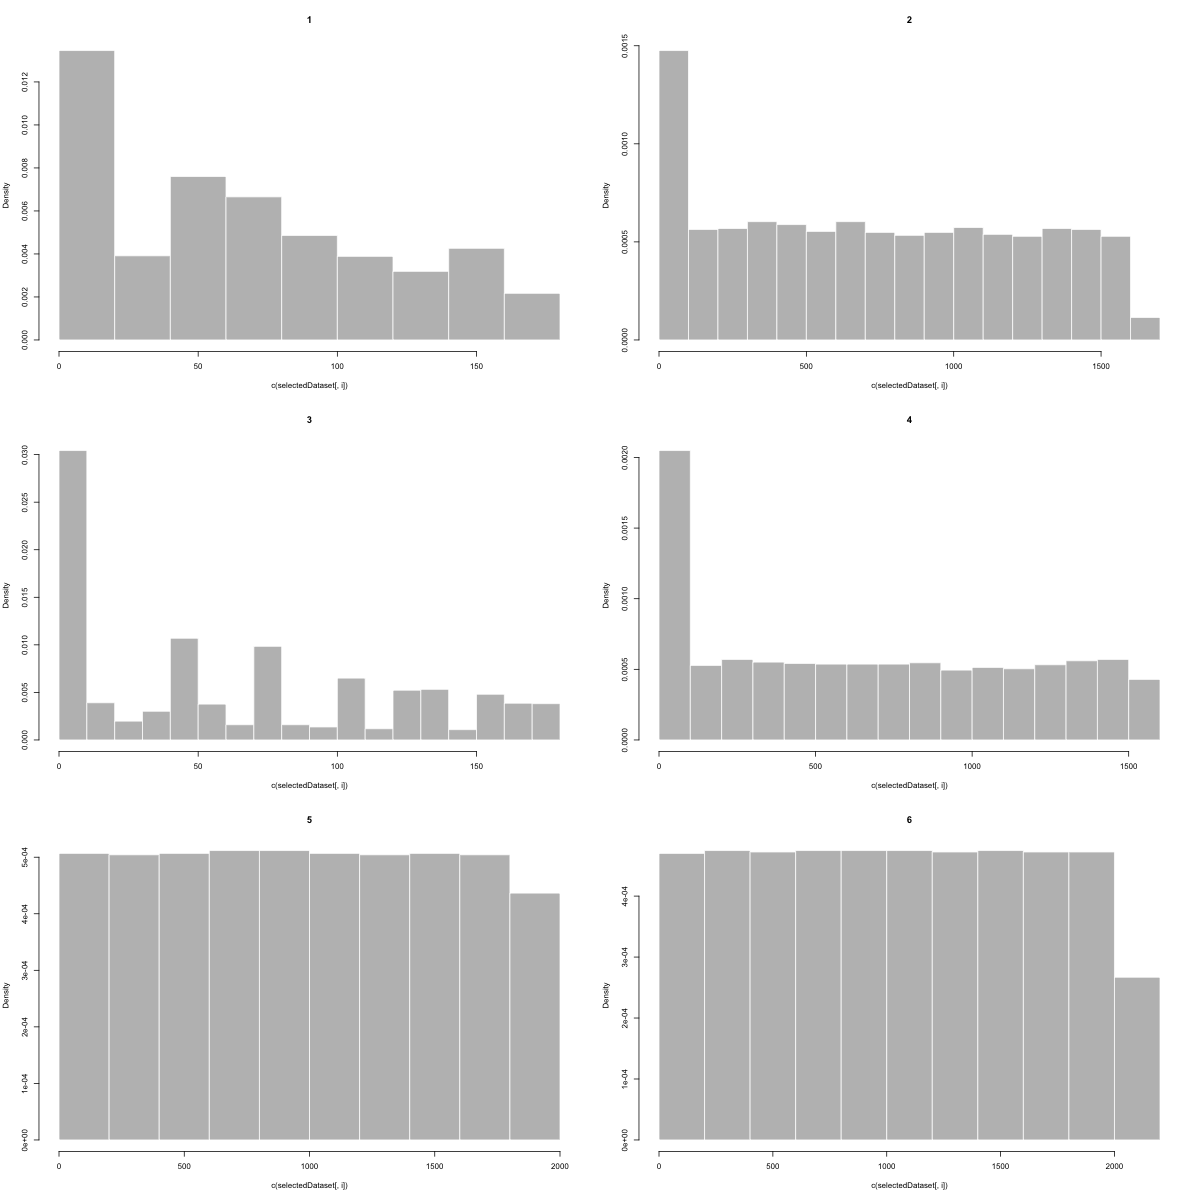 1
Density
0.000 0.002 0.004 0.006 0.008 0.010 0.012
0 50 100 150
c(selectedDataset[, i])
2
Density
0.0000 0.0005 0.0010 0.0015
0 500 1000 1500
c(selectedDataset[, i])
3
Density
0.000 0.005 0.010 0.015 0.020 0.025 0.030
0 50 100 150
c(selectedDataset[, i])
4
Density
0.0000 0.0005 0.0010 0.0015 0.0020
0 500 1000 1500
c(selectedDataset[, i])
5
Density
0e+00 1e-04 2e-04 3e-04 4e-04 5e-04
0 500 1000 1500 2000
c(selectedDataset[, i])
6
Density
0e+00 1e-04 2e-04 3e-04 4e-04
0 500 1000 1500 2000
c(selectedDataset[, i])